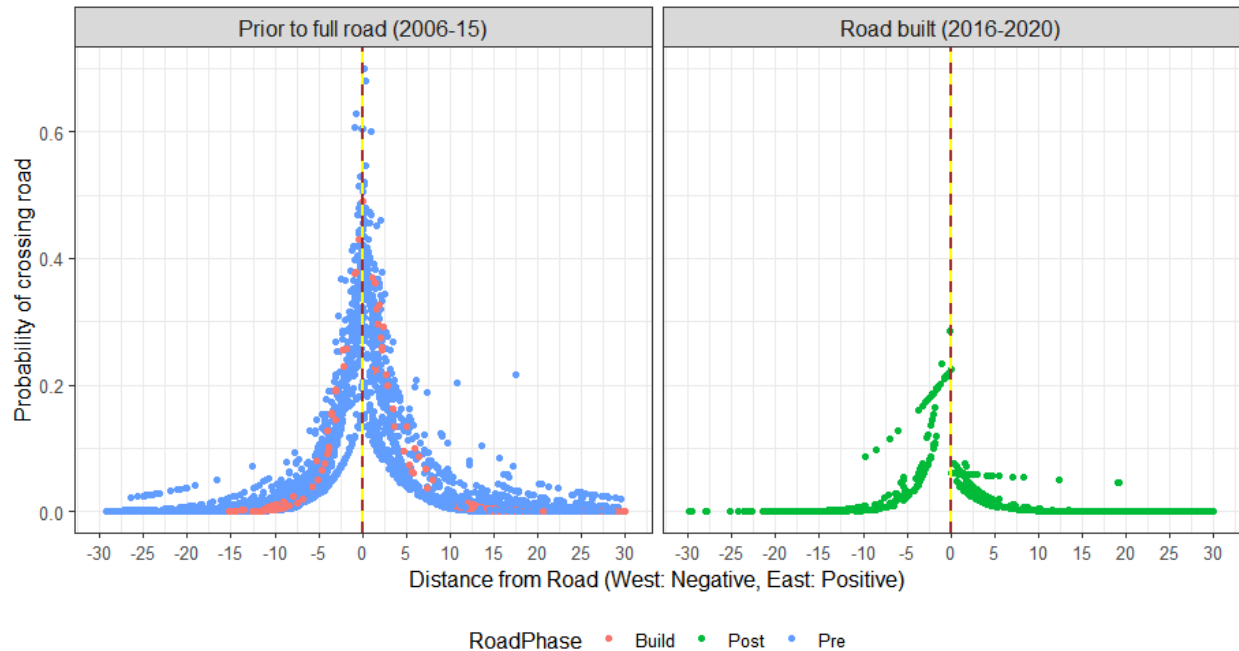 Prior to full road (2006-15)
Road built (2016-2020)
Probability of crossing road
0.6
0.4
0.2
0.0
-30 -25 -20 -15 -10 -5 0 5 10 15 20 25 30
-30 -25 -20 -15 -10 -5 0 5 10 15 20 25 30
Distance from Road (West: Negative, East: Positive)
RoadPhase Build Post Pre